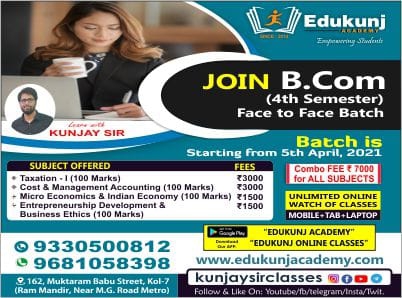 Edukunj
ACADEMY
SINCE : 2013
Empowering Students
JOIN B.Com
(4th Semester)
Face to Face Batch
Learn with
KUNJAY SIR
Batch is
Starting from 5th April, 2021
SUBJECT OFFERED FEES
Taxation - I (100 Marks) ₹3000
Cost & Management Accounting (100 Marks) ₹3000
Micro Economics & Indian Economy (100 Marks) ₹1500
Entrepreneurship Development & ₹1500
Business Ethics (100 Marks)
Combo FEE ₹ 7000
for ALL SUBJECTS
UNLIMITED ONLINE
WATCH OF CLASSES
MOBILE+TAB+LAPTOP
9330500812
9681058398
162, Muktaram Babu Street, Kol-7
(Ram Mandir, Near M.G. Road Metro)
GET IT ON
Google Play
Download
Our APP.
"EDUKUNJ ACADEMY"
"EDUKUNJ ONLINE CLASSES"
www.edukunjacademy.com
kunjaysirclasses
Follow & Like On: Youtube/fb/telegram/Insta/Twit.